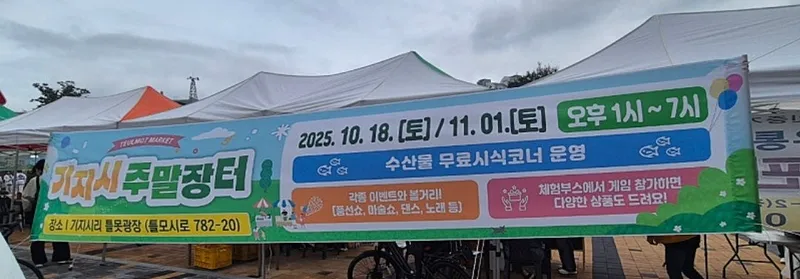 TEULMOT MARKET
기지시 주말장터
장소 | 기지시리 틀못광장 (틀모시로 782-20)
2025. 10. 18.(토) / 11. 01.(토) 오후 1시~7시
수산물 무료시식코너 운영
각종 이벤트와 볼거리!
(풍선쇼, 마술쇼, 댄스, 노래 등)
체험부스에서 게임 참가하면
다양한 상품도 드려요!